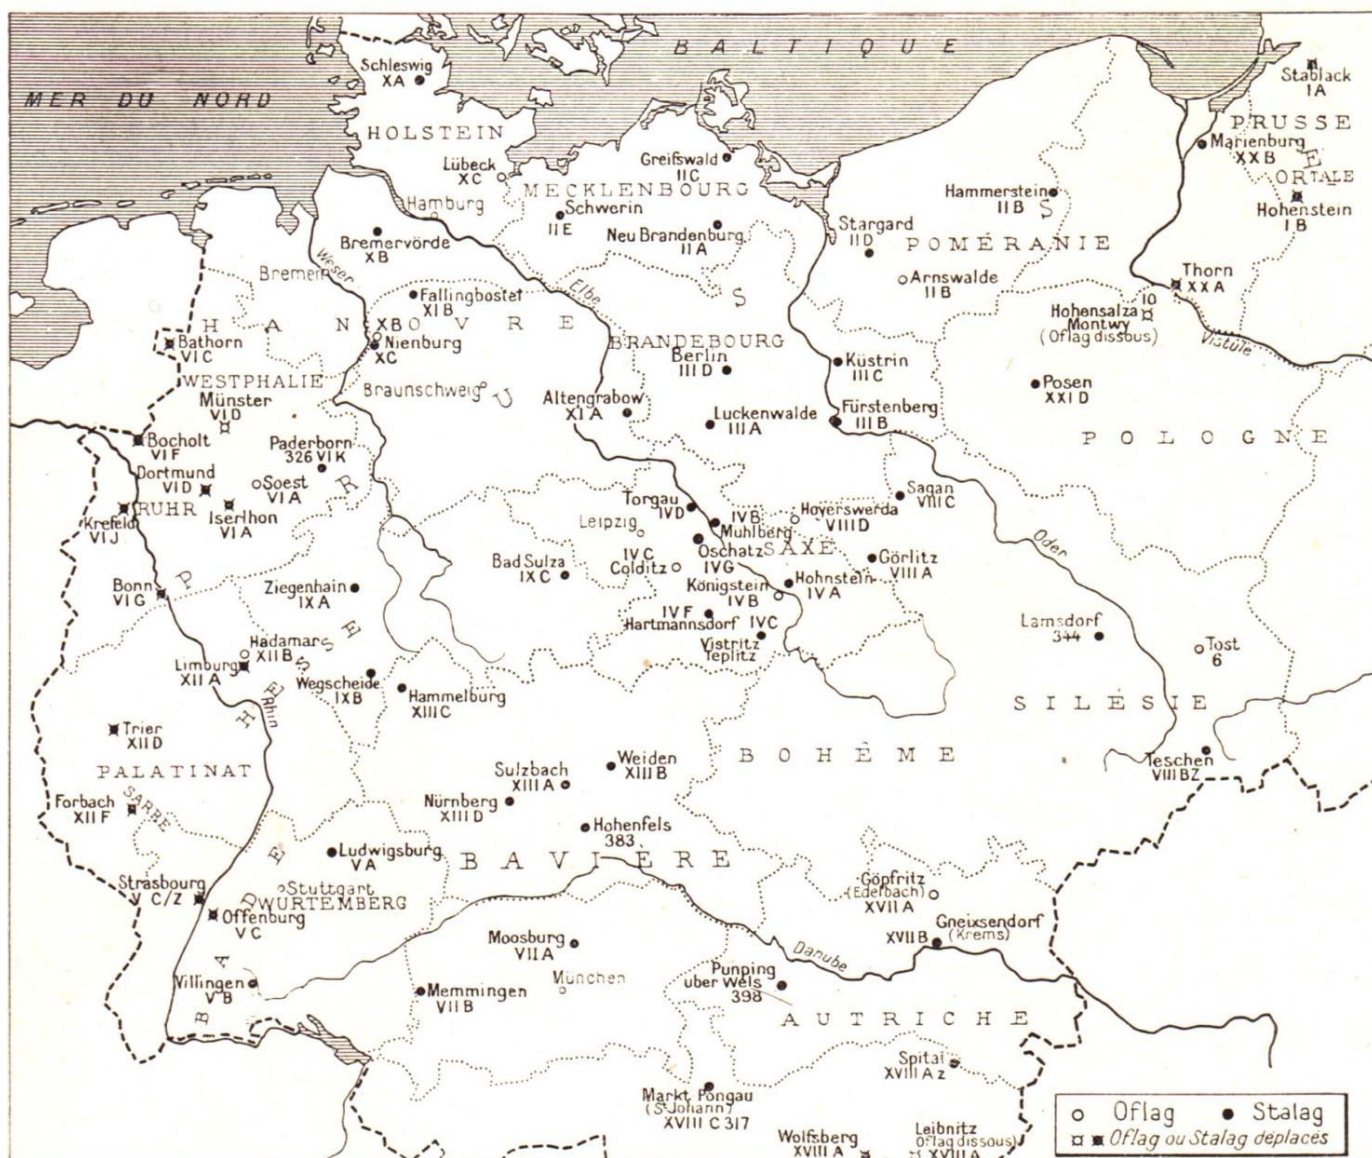 BALTIQUE
MER DU NORD
Schleswig
XA
HOLSTEIN
Lübeck
XC
Hamburg
MECKLENBOURG
Greifswald
IIC
Schwerin
IIE
Neu Brandenburg
IIA
Stablack
IA
PRUSSE
ORTALE
Marienburg
XXB
Hohenstein
IB
Hammerstein
IIB
Stargard
IID
POMÉRANIE
Arnswalde
IIB
Thorn
XXA
10
Hohensalza
Montwy
(Oflag dissous)
Vistule
Bremervörde
XB
Bremen
Weser
Elbe
Fallingbostel
XIB
HANOVRE
XB
Nienburg
XC
Bathorn
VIC
WESTPHALIE
Münster
VID
Braunschweig
BRANDEBOURG
Berlin
IIID
Altengrabow
XIA
Luckenwalde
IIIA
Küstrin
IIIC
Fürstenberg
IIIB
Posen
XXID
POLOGNE
Bocholt
VIF
Paderborn
326 VIK
Dortmund
VID
Soest
VIA
RUHR
Iserlhon
VIA
Krefeld
VIJ
Bonn
VIG
PRUSSE
Torgau
IVD
Leipzig
IVB
Muhlberg
Hoyerswerda
VIIID
Sagan
VIIIC
Oschatz
IVG
SAXE
IVC
Colditz
Görlitz
VIIIA
Oder
Bad Sulza
IXC
Königstein
IVB
Hohnstein
IVA
IVF
Hartmannsdorf
IVC
Vistritz
Teplitz
Ziegenhain
IXA
HESSE
Hadamar
XIIB
Limburg
XIIA
Wegscheide
IXB
Hammelburg
XIIIC
Rhin
Lamsdorf
344
Tost
6
SILÉSIE
Teschen
VIIIBZ
Trier
XIID
PALATINAT
SARRE
Forbach
XIIF
BOHÊME
Weiden
XIIIB
Sulzbach
XIIIA
Nürnberg
XIIID
Hohenfels
383
BAVIÈRE
Ludwigsburg
VA
Stuttgart
WURTEMBERG
BADE
Strasbourg
V C/Z
Offenburg
VC
Villingen
VB
Göpfritz
(Edelbach)
XVIIA
Gneixsendorf
(Krems)
XVIIB
Danube
Moosburg
VIIA
München
Memmingen
VIIB
Punping
uber Wels
398
AUTRICHE
Spital
XVIII A z
Markt Pongau
(St Johann)
XVIII C 317
Wolfsberg
XVIIIA
Leibnitz
Oflag dissous)
XVIIIA
Oflag Stalag
Oflag ou Stalag déplacés